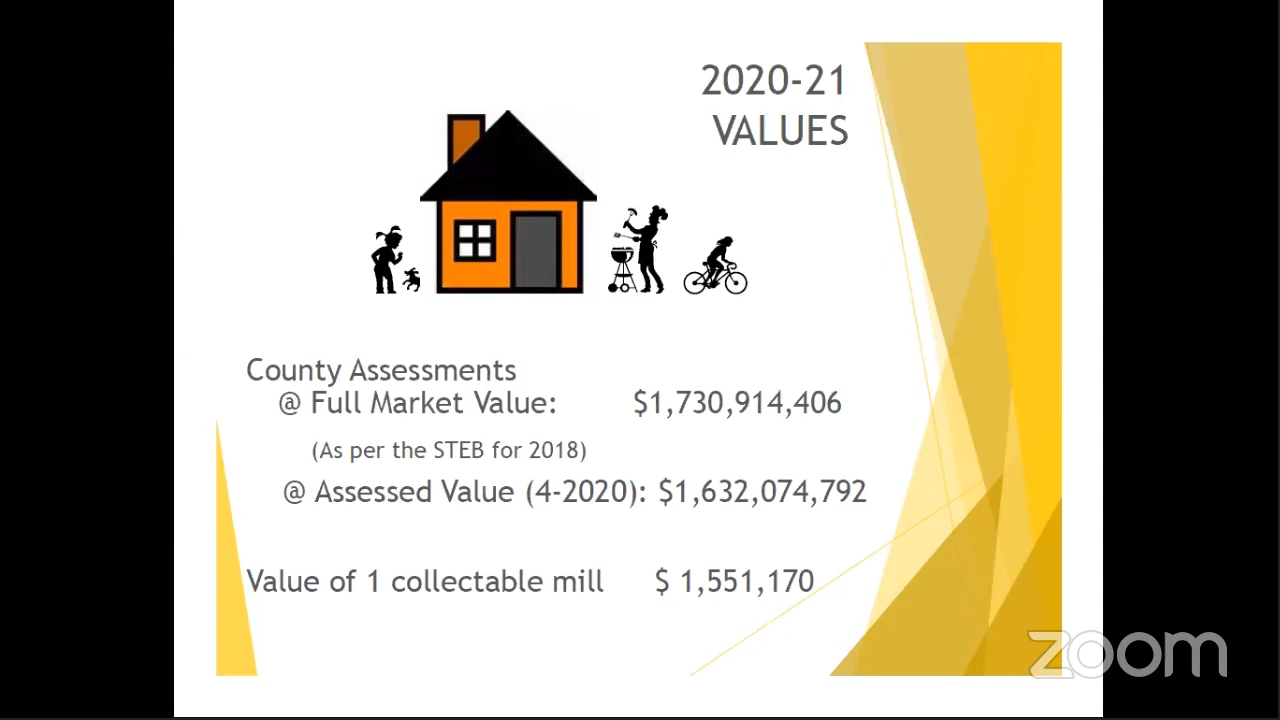 2020-21
VALUES
County Assessments
@ Full Market Value: $1,730,914,406
(As per the STEB for 2018)
@ Assessed Value (4-2020): $1,632,074,792
Value of 1 collectable mill $ 1,551,170
zoom